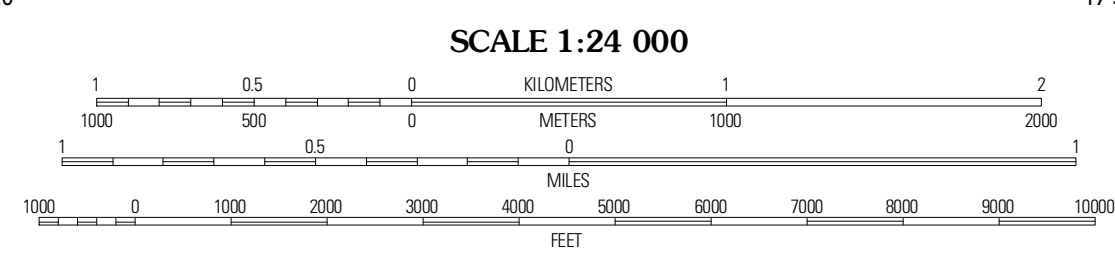 SCALE 1:24 000
1 0.5 0 KILOMETERS 1 2
1000 500 0 METERS 1000 2000
1 0.5 0 1
MILES
1000 0 1000 2000 3000 4000 5000 6000 7000 8000 9000 10000
FEET